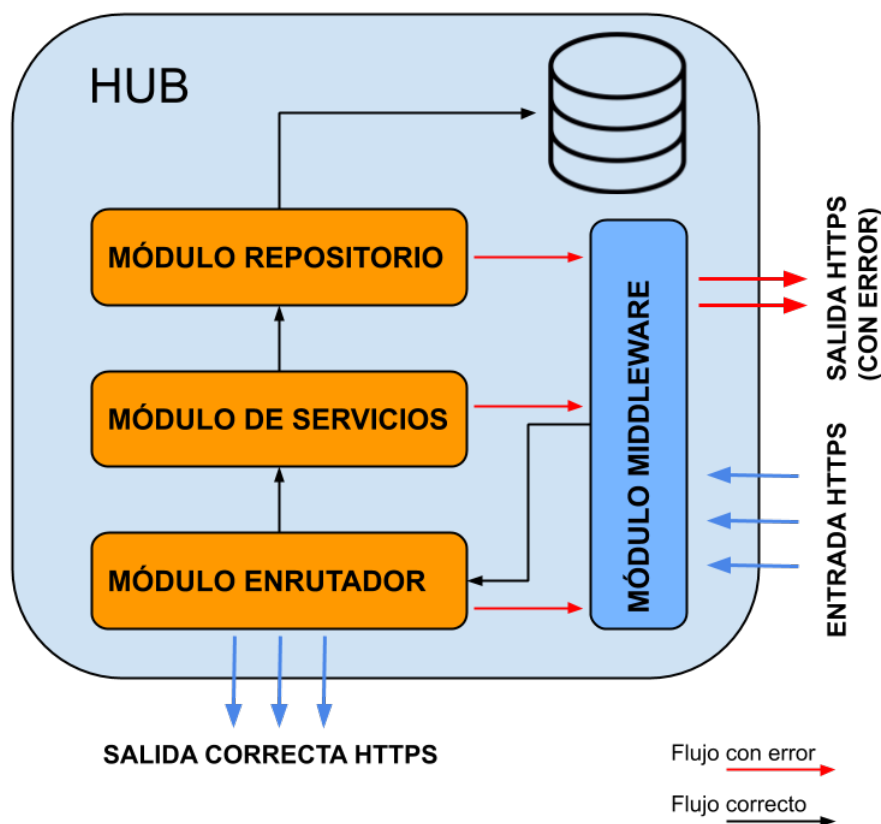 HUB
MÓDULO REPOSITORIO
MÓDULO DE SERVICIOS
MÓDULO ENRUTADOR
MÓDULO MIDDLEWARE
SALIDA HTTPS
(CON ERROR)
ENTRADA HTTPS
SALIDA CORRECTA HTTPS
Flujo con error
Flujo correcto